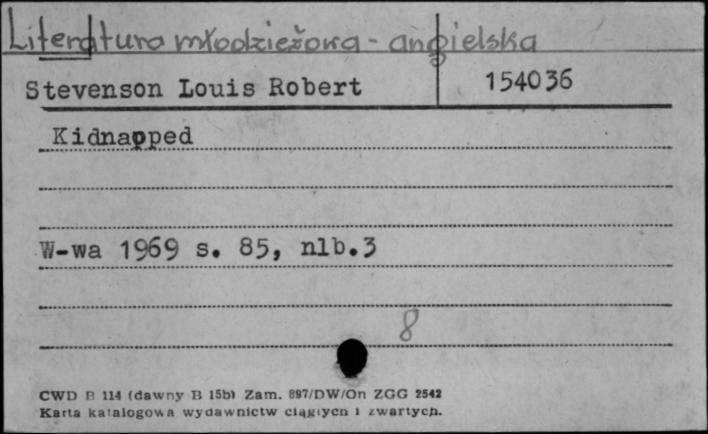 Literatura młodzieżowa - angielska
Stevenson Louis Robert 154036
Kidnapped
W-wa 1969 s. 85, nlb.3
8
CWD B 114 (dawny B 15b) Zam. 897/DW/On ZGG 2542
Karta katalogowa wydawnictw ciągłych i zwartych.